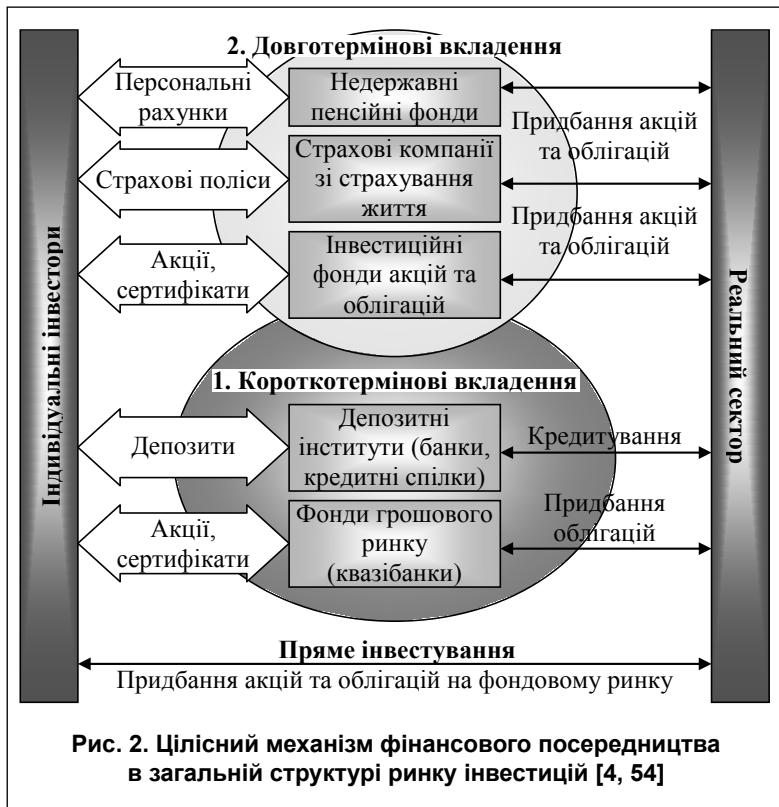 2. Довготермінові вкладення
Індивідуальні інвестори
Персональні
рахунки
Недержавні
пенсійні фонди
Придбання акцій
та облігацій
Страхові поліси
Страхові компанії
зі страхування
життя
Придбання акцій
та облігацій
Акції,
сертифікати
Інвестиційні
фонди акцій та
облігацій
Реальний сектор
1. Короткотермінові вкладення
Депозити
Депозитні
інститути (банки,
кредитні спілки)
Кредитування
Акції,
сертифікати
Фонди грошового
ринку
(квазібанки)
Придбання
облігацій
Пряме інвестування
Придбання акцій та облігацій на фондовому ринку
Рис. 2. Цілісний механізм фінансового посередництва
в загальній структурі ринку інвестицій [4, 54]